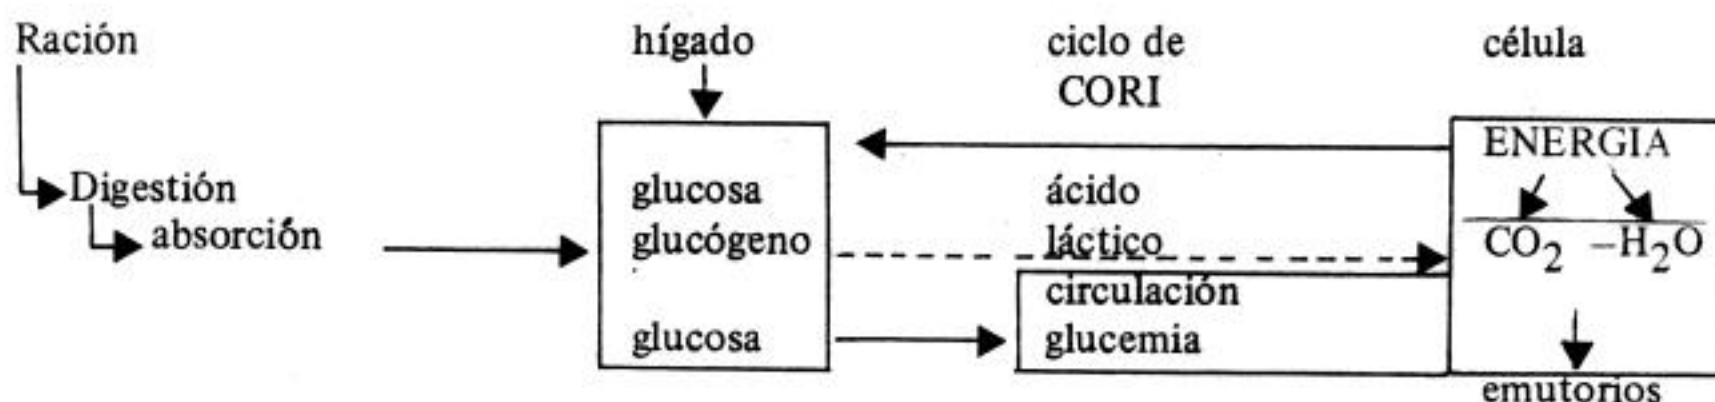 Ración
hígado
ciclo de
CORI
célula
ENERGIA
Digestión
absorción
glucosa
glucógeno
glucosa
ácido
láctico
circulación
glucemia
CO₂ –H₂O
emutorios